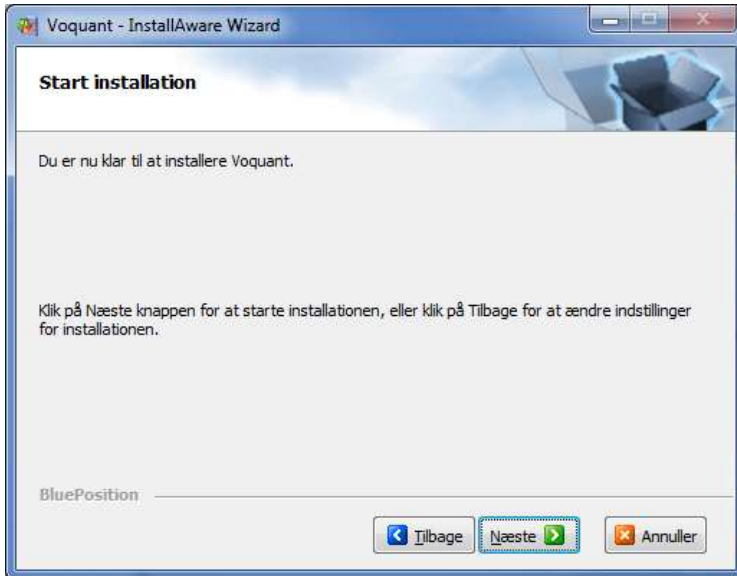 Voquant - InstallAware Wizard
Start installation
Du er nu klar til at installere Voquant.
Klik på Næste knappen for at starte installationen, eller klik på Tilbage for at ændre indstillinger
for installationen.
BluePosition
Tilbage Næste Annuller